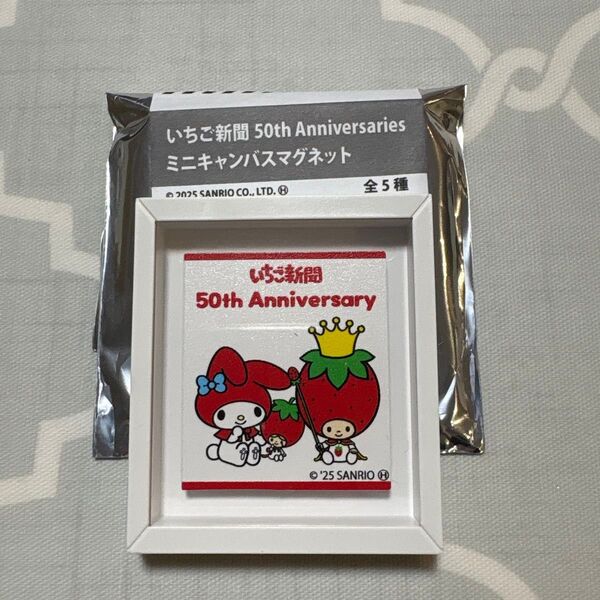 いちご新聞 50th Anniversaries
ミニキャンバスマグネット
© 2025 SANRIO CO., LTD. Ⓗ
全5種
いちご新聞
50th Anniversary
© '25 SANRIO Ⓗ